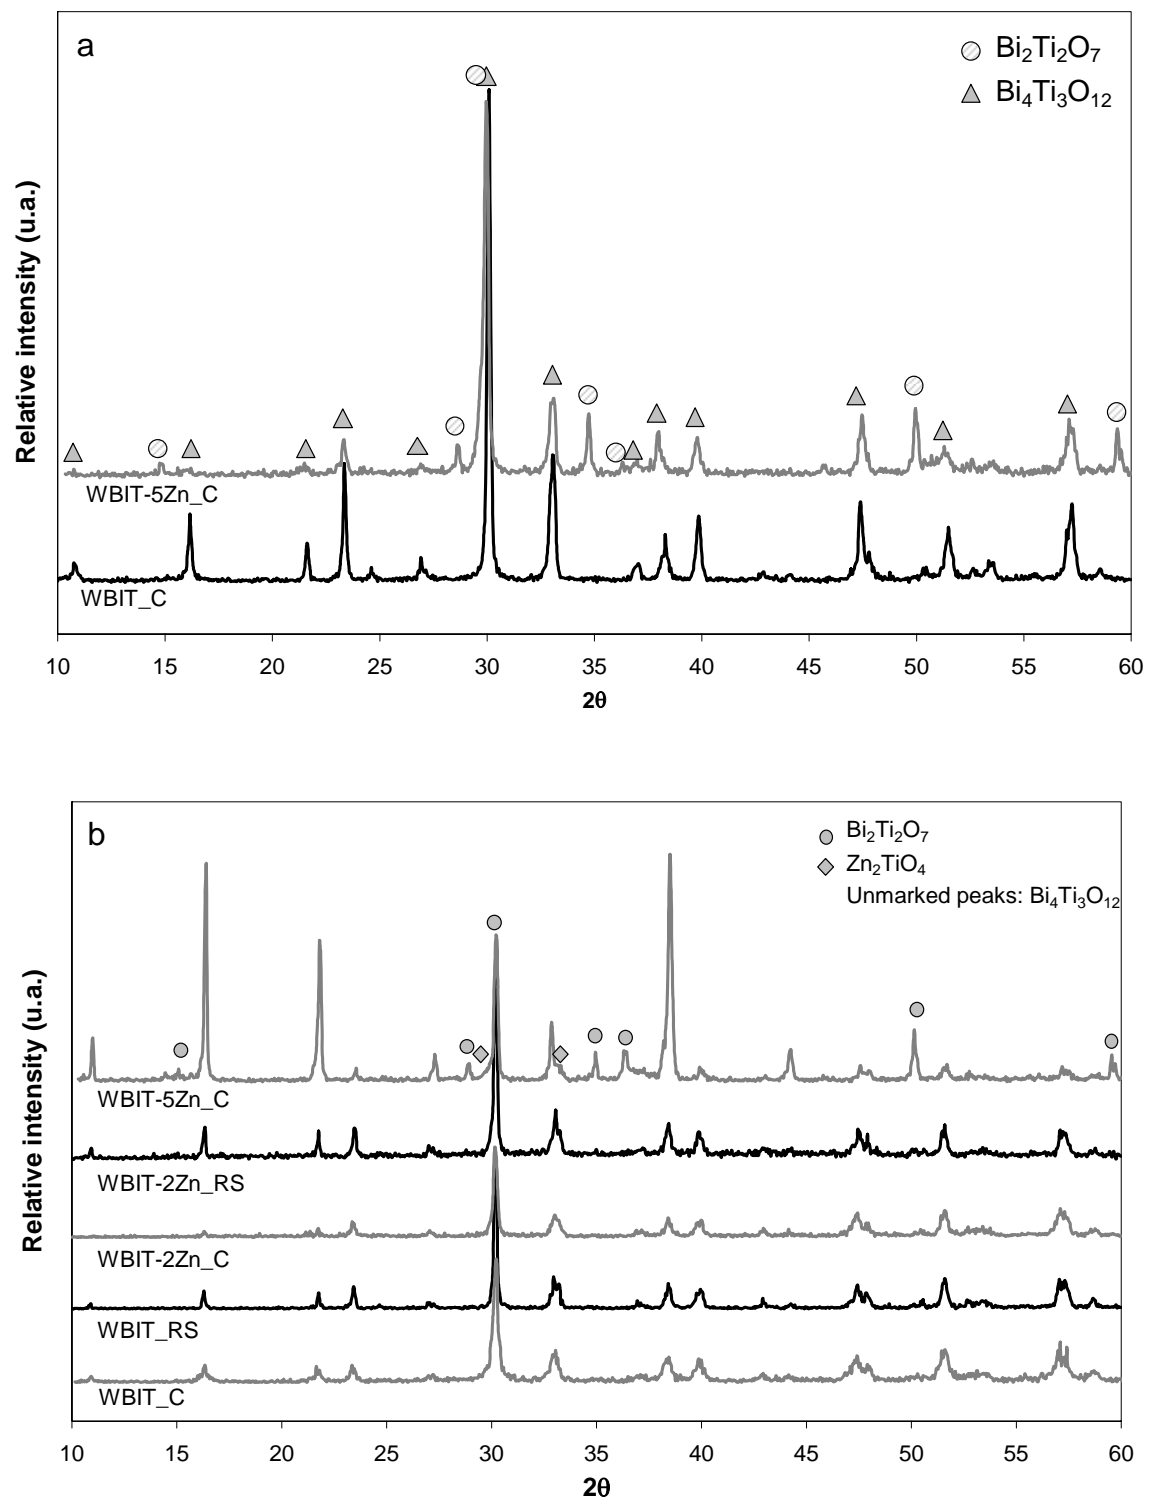 a
Bi2Ti2O7
Bi4Ti3O12
Relative intensity (u.a.)
WBIT-5Zn_C
WBIT_C
10 15 20 25 30 35 40 45 50 55 60
2θ
b
Bi2Ti2O7
Zn2TiO4
Unmarked peaks: Bi4Ti3O12
Relative intensity (u.a.)
WBIT-5Zn_C
WBIT-2Zn_RS
WBIT-2Zn_C
WBIT_RS
WBIT_C
10 15 20 25 30 35 40 45 50 55 60
2θ